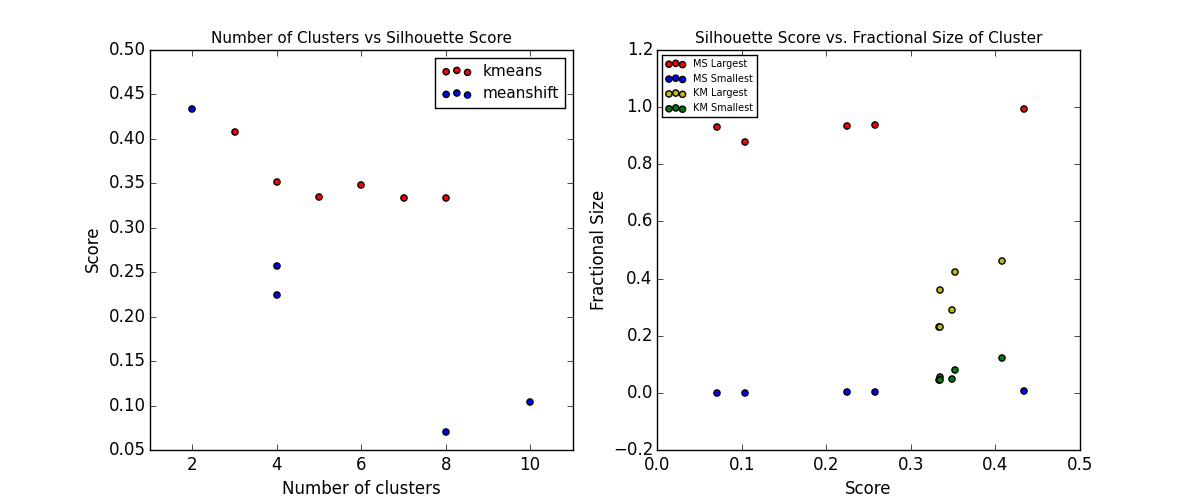 Number of Clusters vs Silhouette Score
0.50
0.45
0.40
0.35
0.30
0.25
0.20
0.15
0.10
0.05
Score
kmeans
meanshift
2 4 6 8 10
Number of clusters
Silhouette Score vs. Fractional Size of Cluster
1.2
1.0
0.8
0.6
0.4
0.2
0.0
−0.2
Fractional Size
MS Largest
MS Smallest
KM Largest
KM Smallest
0.0 0.1 0.2 0.3 0.4 0.5
Score